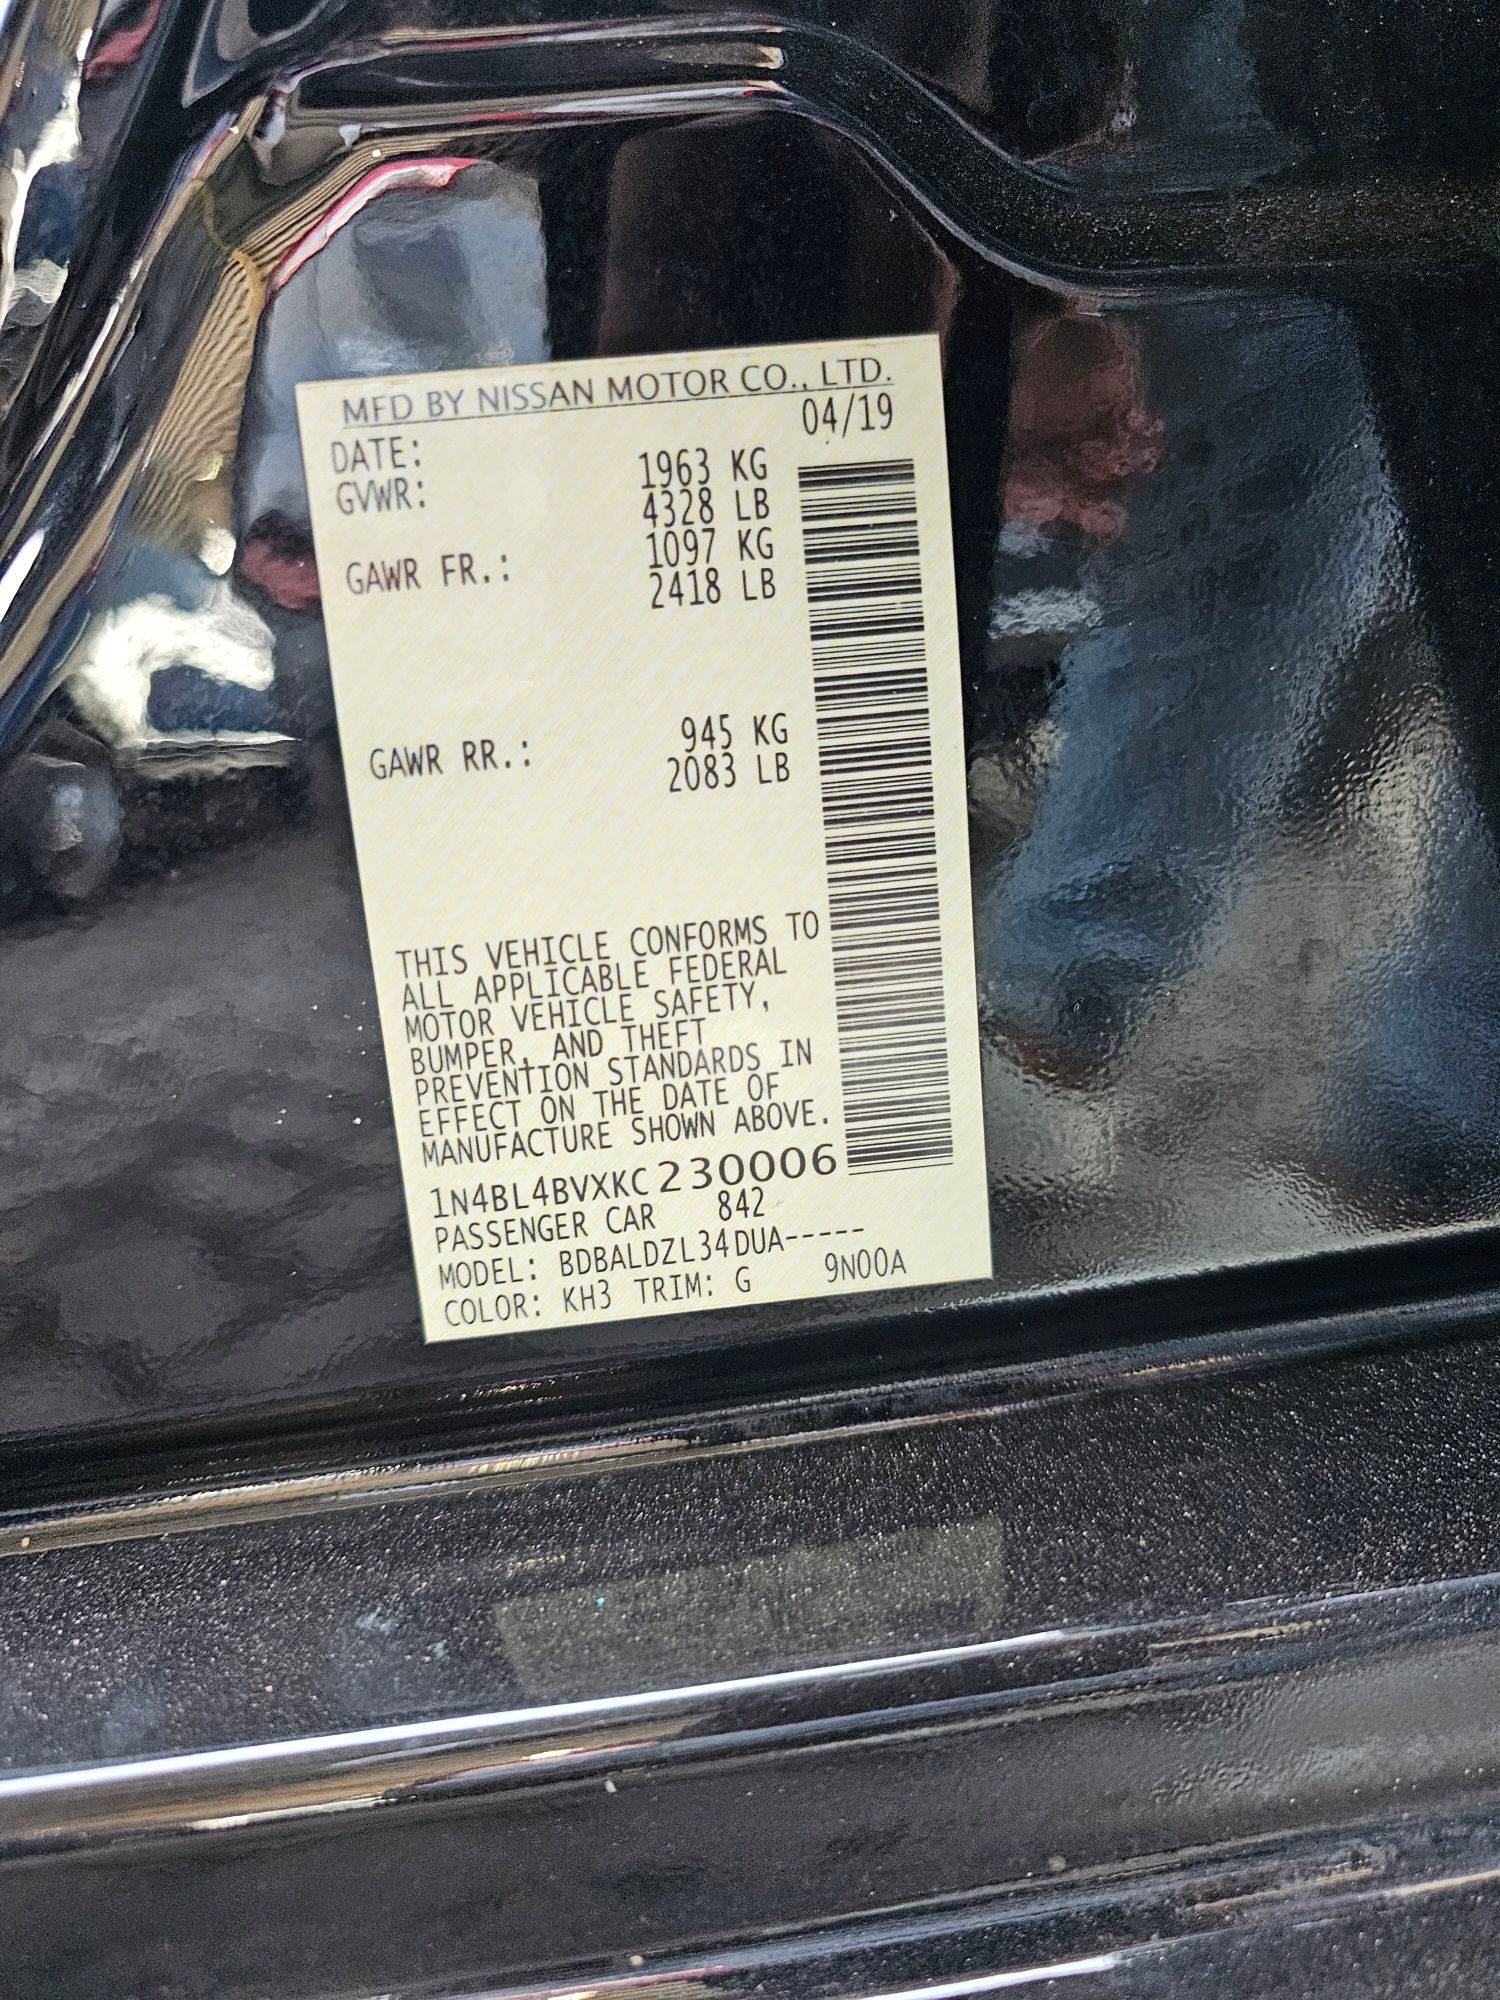 MFD BY NISSAN MOTOR CO., LTD.
DATE: 04/19
GVWR: 1963 KG
4328 LB
GAWR FR.: 1097 KG
2418 LB
GAWR RR.: 945 KG
2083 LB
THIS VEHICLE CONFORMS TO
ALL APPLICABLE FEDERAL
MOTOR VEHICLE SAFETY,
BUMPER, AND THEFT
PREVENTION STANDARDS IN
EFFECT ON THE DATE OF
MANUFACTURE SHOWN ABOVE.
1N4BL4BVXKC230006
PASSENGER CAR 842
MODEL: BDBALDZL34DUA-----
COLOR: KH3 TRIM: G 9N00A